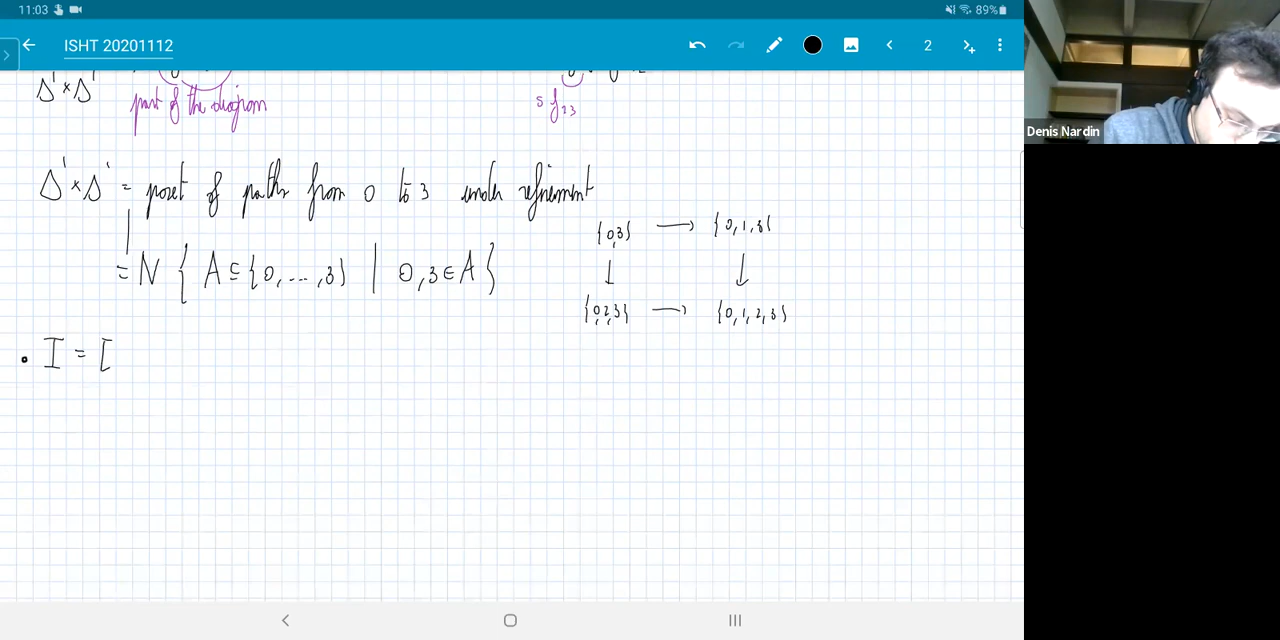 11:03 89%
ISHT 20201112 2
Δ¹ × Δ¹
part of the diagram
s f₂₃
Denis Nardin
Δ¹ × Δ¹ = poset of paths from 0 to 3 under refinement
{0,3} → {0,1,3}
= N { A ⊆ {0,...,3} | 0,3 ∈ A }
↓ ↓
{0,2,3} → {0,1,2,3}
• I = [